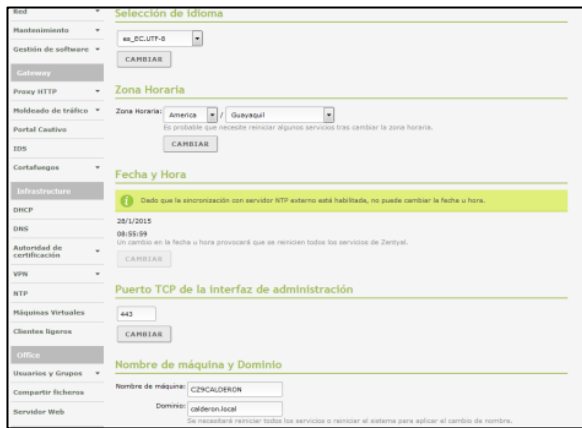 Red
Mantenimiento
Gestión de software
Gateway
Proxy HTTP
Moldeado de tráfico
Portal Cautivo
IDS
Cortafuegos
Infrastructure
DHCP
DNS
Autoridad de
certificación
VPN
NTP
Máquinas Virtuales
Clientes ligeros
Office
Usuarios y Grupos
Compartir ficheros
Servidor Web
Selección de idioma
es_EC.UTF-8
CAMBIAR
Zona Horaria
Zona Horaria: America / Guayaquil
Es probable que necesite reiniciar algunos servicios tras cambiar la zona horaria.
CAMBIAR
Fecha y Hora
Dado que la sincronización con servidor NTP externo está habilitada, no puede cambiar la fecha u hora.
28/1/2015
08:55:59
Un cambio en la fecha u hora provocará que se reinicien todos los servicios de Zentyal.
CAMBIAR
Puerto TCP de la interfaz de administración
443
CAMBIAR
Nombre de máquina y Dominio
Nombre de máquina: CZ9CALDERON
Dominio: calderon.local
Se necesitará reiniciar todos los servicios o reiniciar el sistema para aplicar el cambio de nombre.